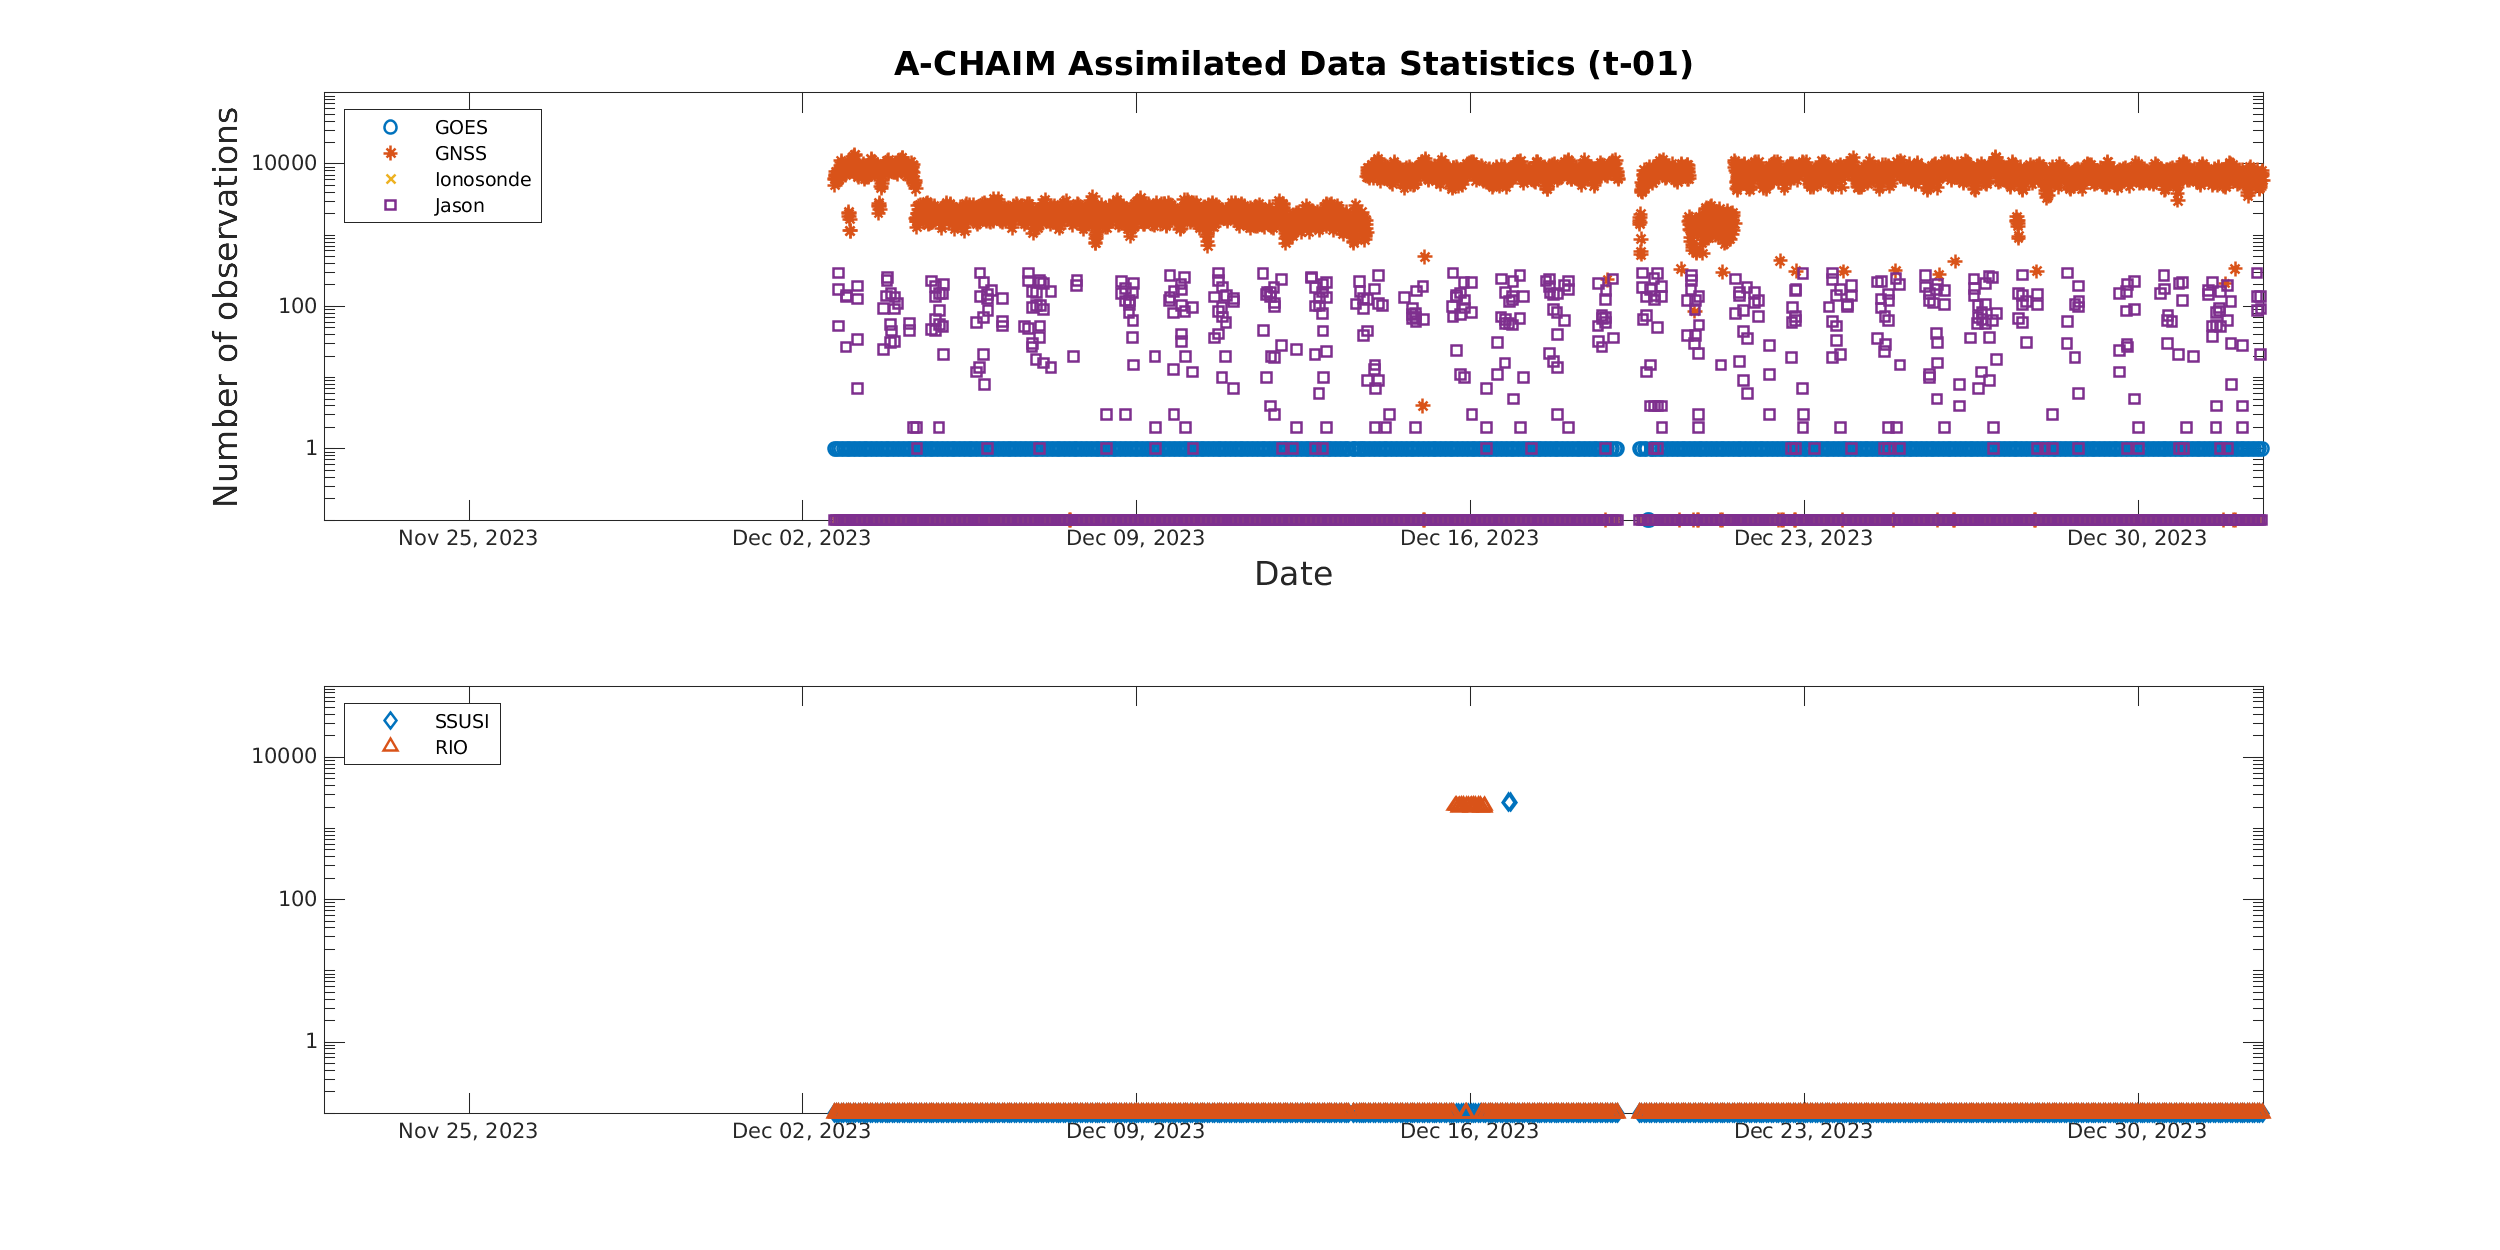 A-CHAIM Assimilated Data Statistics (t-01)
Number of observations
GOES
GNSS
Ionosonde
Jason
10000
100
1
Nov 25, 2023
Dec 02, 2023
Dec 09, 2023
Dec 16, 2023
Dec 23, 2023
Dec 30, 2023
Date
SSUSI
RIO
10000
100
1
Nov 25, 2023
Dec 02, 2023
Dec 09, 2023
Dec 16, 2023
Dec 23, 2023
Dec 30, 2023